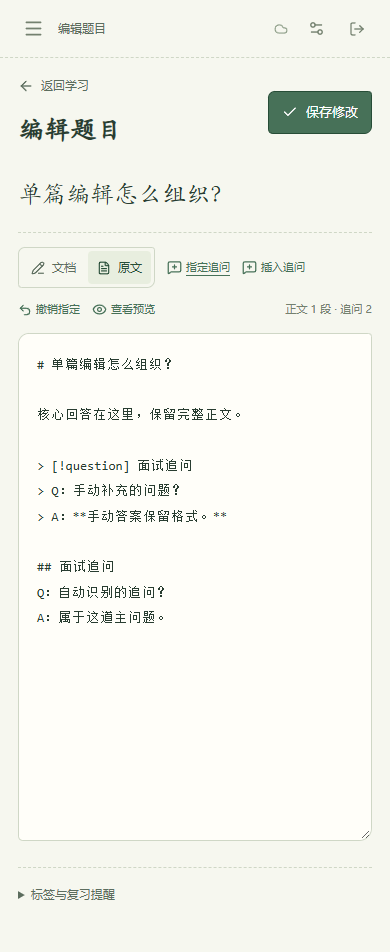 编辑题目
返回学习
编辑题目
保存修改
单篇编辑怎么组织？
文档
原文
指定追问
插入追问
撤销指定
查看预览
正文 1 段 · 追问 2
# 单篇编辑怎么组织？
核心回答在这里，保留完整正文。
> [!question] 面试追问
> Q: 手动补充的问题？
> A: **手动答案保留格式。**
## 面试追问
Q: 自动识别的追问？
A: 属于这道主问题。
标签与复习提醒